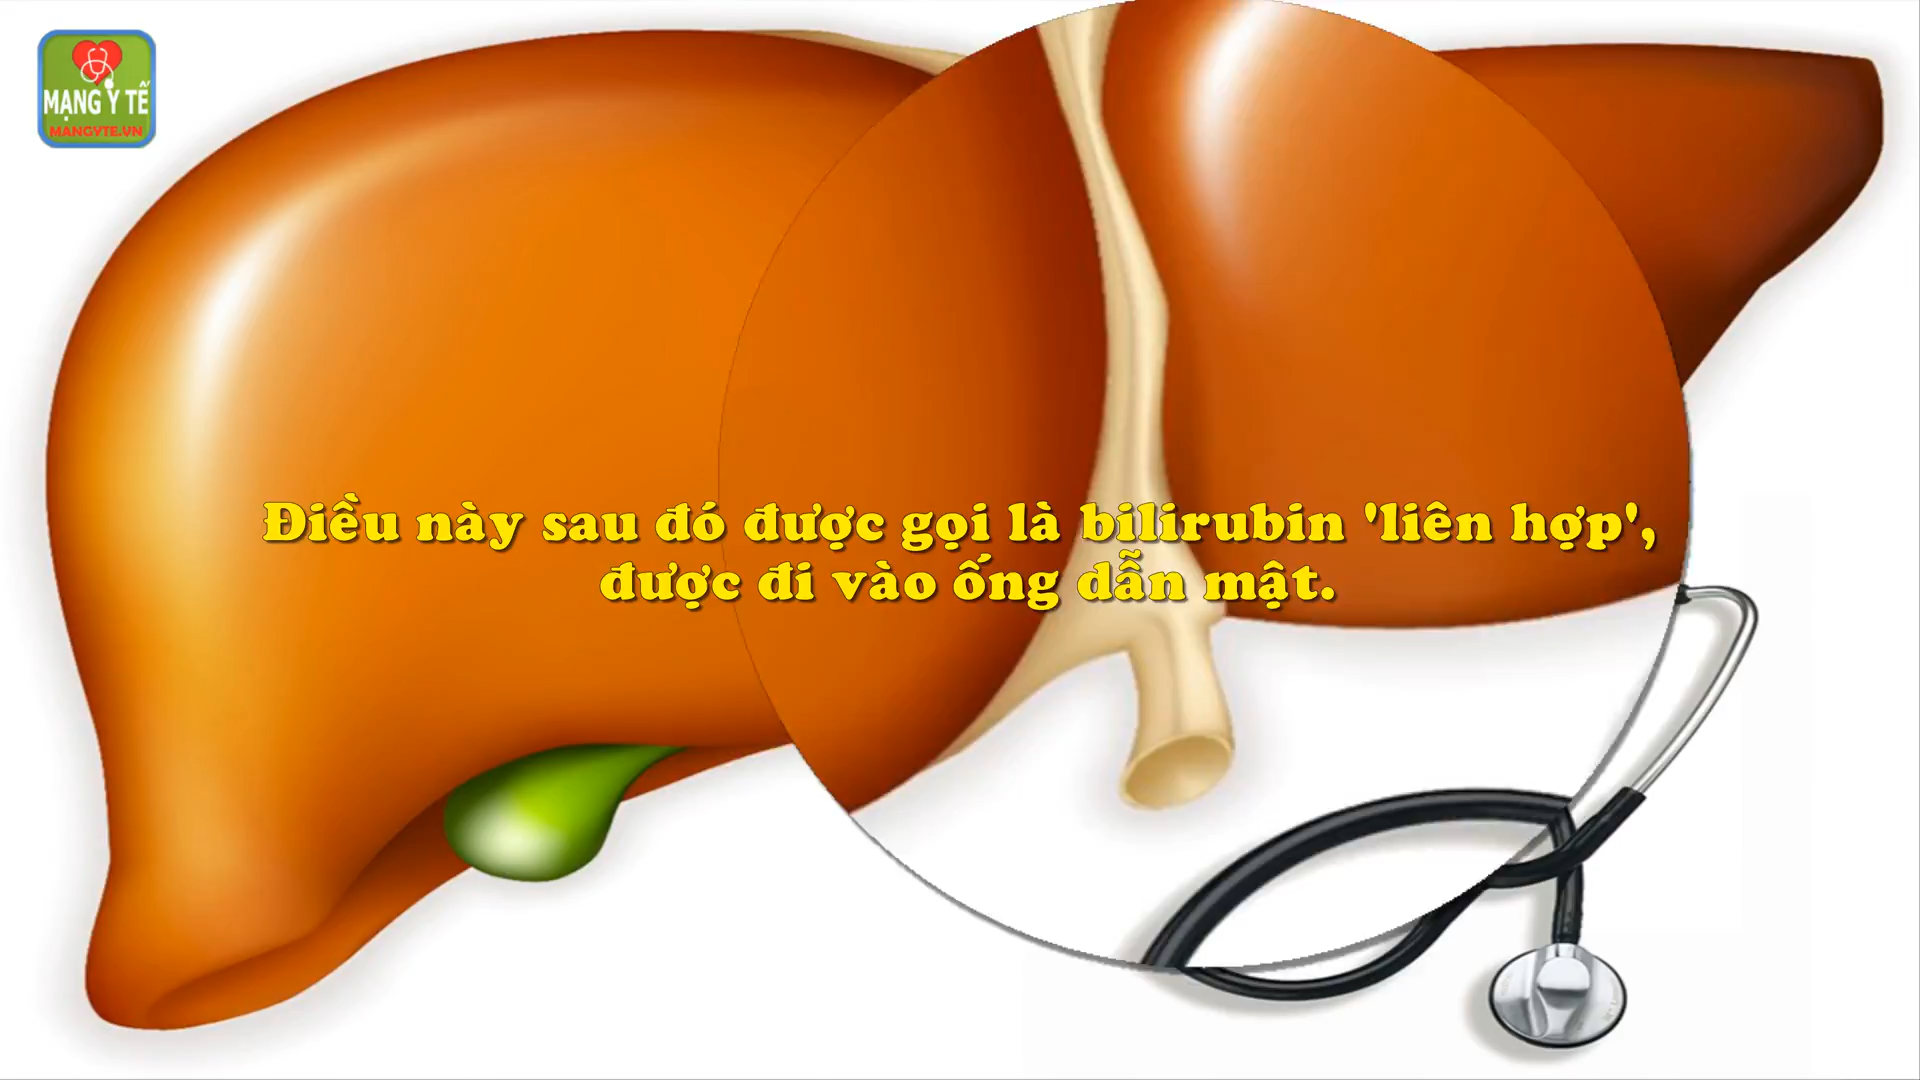 MẠNG Y TẾ
MANGYTE.VN
Điều này sau đó được gọi là bilirubin 'liên hợp',
được đi vào ống dẫn mật.